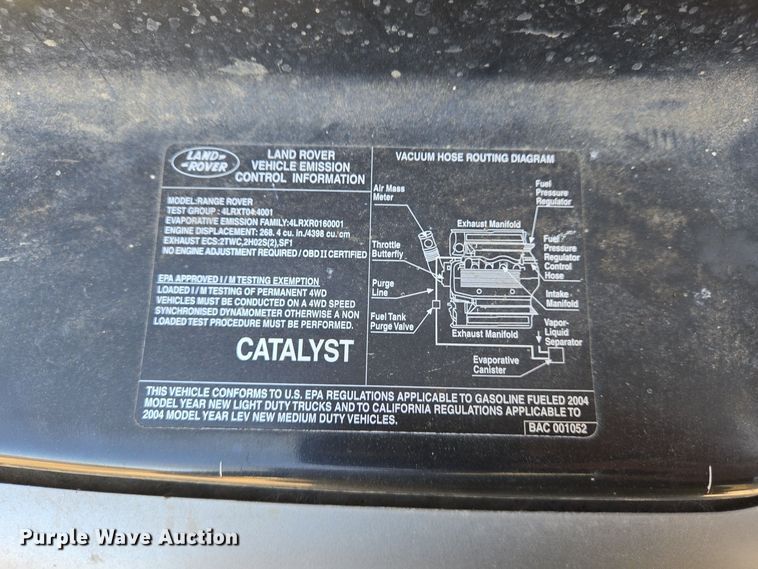 LAND ROVER
LAND ROVER
VEHICLE EMISSION
CONTROL INFORMATION
MODEL:RANGE ROVER
TEST GROUP : 4LRXT04.4001
EVAPORATIVE EMISSION FAMILY:4LRXR0160001
ENGINE DISPLACEMENT: 268. 4 cu. in./4398 cu. cm
EXHAUST ECS:2TWC,2HO2S(2),SF1
NO ENGINE ADJUSTMENT REQUIRED / OBD II CERTIFIED
EPA APPROVED I / M TESTING EXEMPTION
LOADED I / M TESTING OF PERMANENT 4WD
VEHICLES MUST BE CONDUCTED ON A 4WD SPEED
SYNCHRONISED DYNAMOMETER OTHERWISE A NON
LOADED TEST PROCEDURE MUST BE PERFORMED.
CATALYST
VACUUM HOSE ROUTING DIAGRAM
Air Mass
Meter
Fuel
Pressure
Regulator
Exhaust Manifold
Throttle
Butterfly
Fuel
Pressure
Regulator
Control
Hose
Purge
Line
Intake-
Manifold
Fuel Tank
Purge Valve
Exhaust Manifold
Vapor-
Liquid
Separator
Evaporative
Canister
THIS VEHICLE CONFORMS TO U.S. EPA REGULATIONS APPLICABLE TO GASOLINE FUELED 2004
MODEL YEAR NEW LIGHT DUTY TRUCKS AND TO CALIFORNIA REGULATIONS APPLICABLE TO
2004 MODEL YEAR LEV NEW MEDIUM DUTY VEHICLES.
BAC 001052
Purple Wave Auction